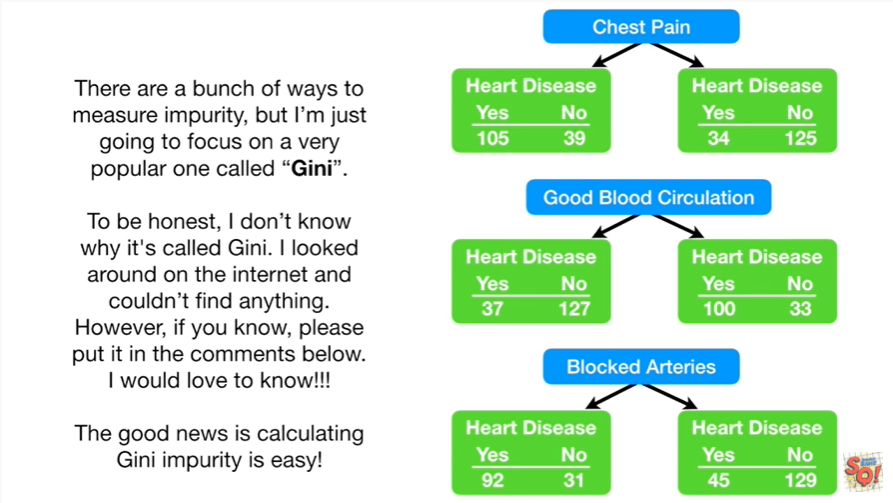 There are a bunch of ways to
measure impurity, but I'm just
going to focus on a very
popular one called “Gini”.
To be honest, I don't know
why it's called Gini. I looked
around on the internet and
couldn't find anything.
However, if you know, please
put it in the comments below.
I would love to know!!!
The good news is calculating
Gini impurity is easy!
Chest Pain
Heart Disease
Yes No
105 39
Heart Disease
Yes No
34 125
Good Blood Circulation
Heart Disease
Yes No
37 127
Heart Disease
Yes No
100 33
Blocked Arteries
Heart Disease
Yes No
92 31
Heart Disease
Yes No
45 129
SQ!